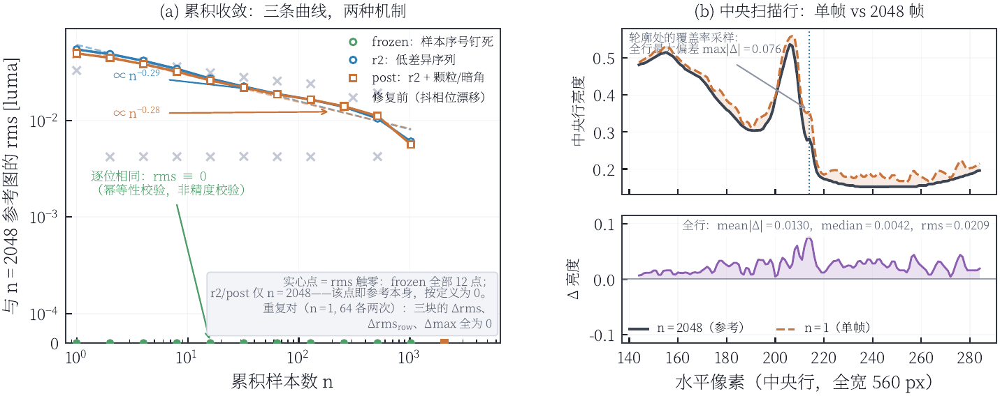 (a) 累积收敛：三条曲线，两种机制
与 n = 2048 参考图的 rms [luma]
10⁻²
10⁻³
10⁻⁴
0
frozen：样本序号钉死
r2：低差异序列
post：r2 + 颗粒/暗角
修复前（抖相位漂移）
∝ n⁻⁰·²⁹
∝ n⁻⁰·²⁸
逐位相同：rms ≡ 0
（幂等性校验，非精度校验）
实心点 = rms 触零：frozen 全部 12 点；
r2/post 仅 n = 2048——该点即参考本身，按定义为 0。
重复对（n = 1, 64 各两次）：三块的 Δrms、
Δrms_row、Δmax 全为 0
10⁰ 10¹ 10² 10³
累积样本数 n
(b) 中央扫描行：单帧 vs 2048 帧
中央行亮度
0.5
0.4
0.3
0.2
轮廓处的覆盖率采样：
全行最大偏差 max|Δ| = 0.076
Δ 亮度
0.1
0.0
-0.1
全行：mean|Δ| = 0.0130，median = 0.0042，rms = 0.0209
n = 2048（参考） n = 1（单帧）
140 160 180 200 220 240 260 280
水平像素（中央行，全宽 560 px）